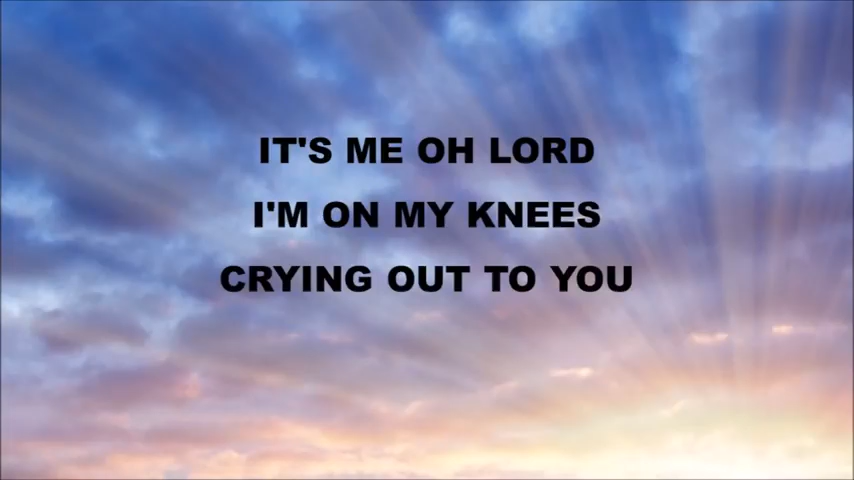 IT'S ME OH LORD
I'M ON MY KNEES
CRYING OUT TO YOU